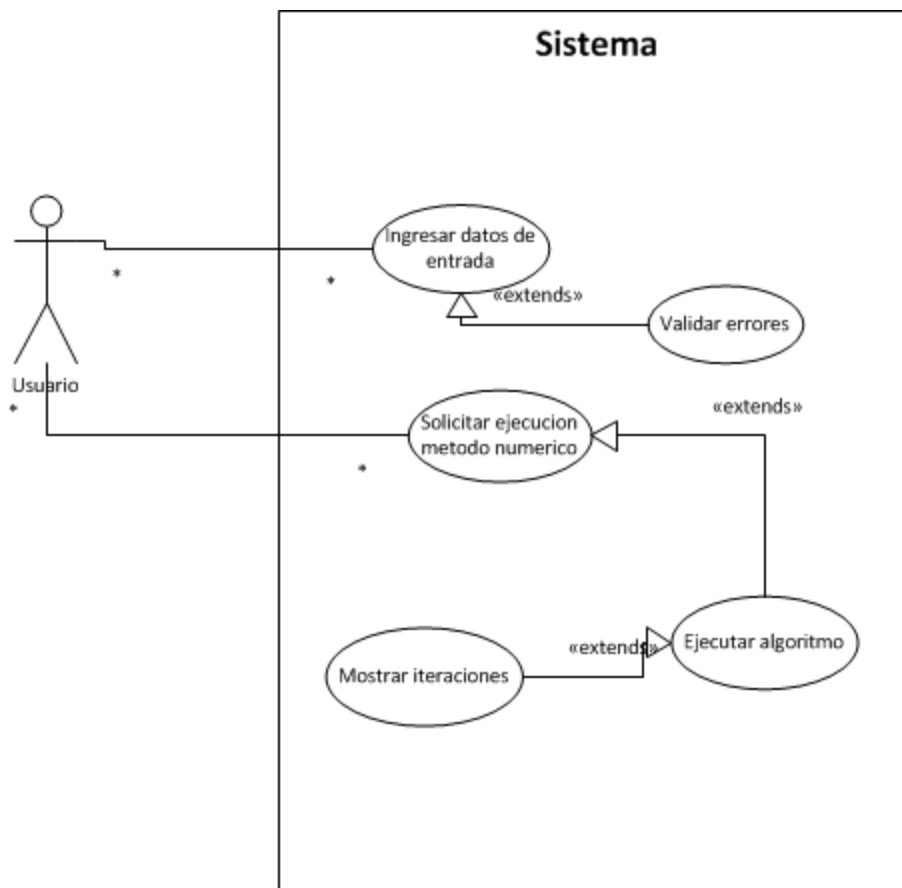 Sistema
Ingresar datos de
entrada
*
*
«extends»
Validar errores
Usuario
*
Solicitar ejecucion
metodo numerico
«extends»
*
«extends»
Ejecutar algoritmo
Mostrar iteraciones